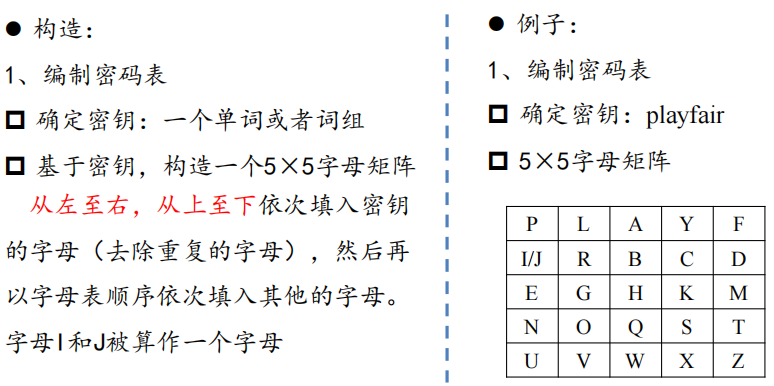 ● 构造：
1、编制密码表
确定密钥：一个单词或者词组
基于密钥，构造一个5×5字母矩阵
从左至右，从上至下依次填入密钥
的字母（去除重复的字母），然后再
以字母表顺序依次填入其他的字母。
字母I和J被算作一个字母
● 例子：
1、编制密码表
确定密钥：playfair
5×5字母矩阵
P L A Y F
I/J R B C D
E G H K M
N O Q S T
U V W X Z